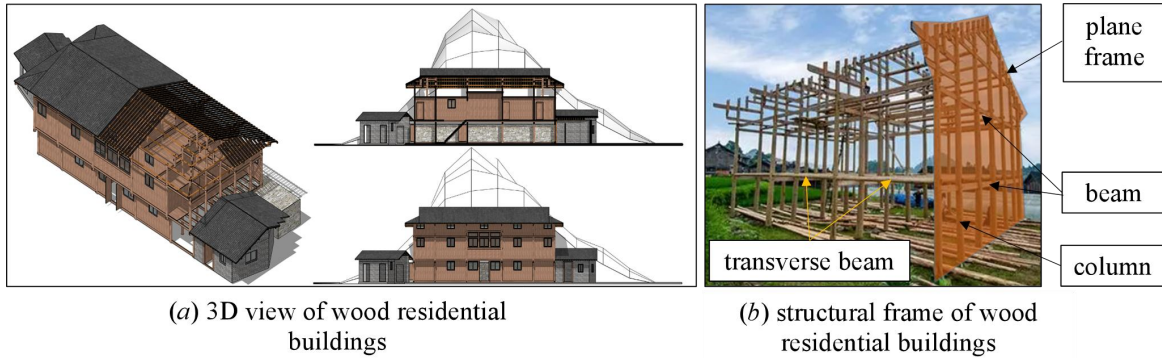 plane
frame
beam
transverse beam
column
(a) 3D view of wood residential
buildings
(b) structural frame of wood
residential buildings